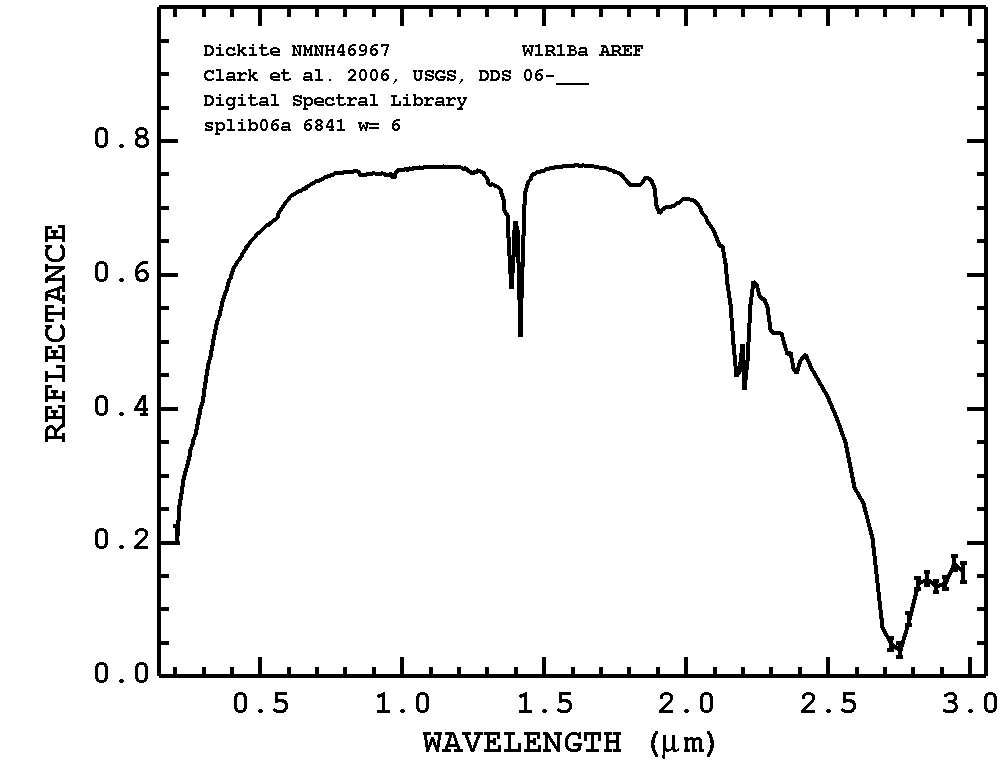 Dickite NMNH46967 W1R1Ba AREF
Clark et al. 2006, USGS, DDS 06-___
Digital Spectral Library
splib06a 6841 w= 6
REFLECTANCE
0.8
0.6
0.4
0.2
0.0
0.5 1.0 1.5 2.0 2.5 3.0
WAVELENGTH (μm)